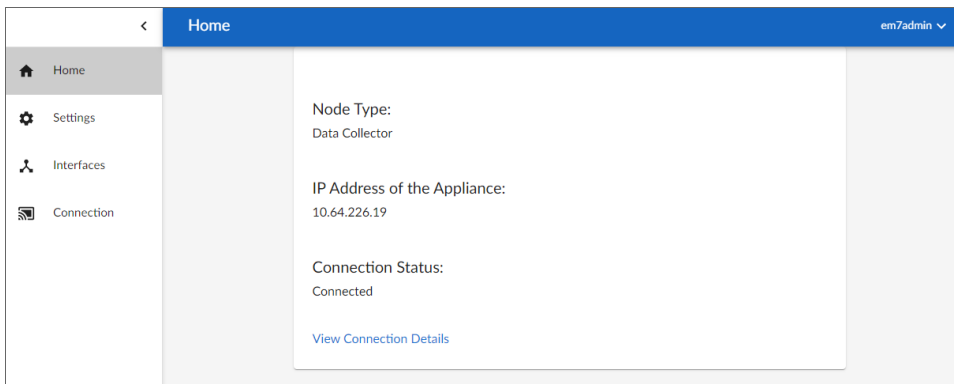 Home
em7admin
Home
Settings
Interfaces
Connection
Node Type:
Data Collector
IP Address of the Appliance:
10.64.226.19
Connection Status:
Connected
View Connection Details